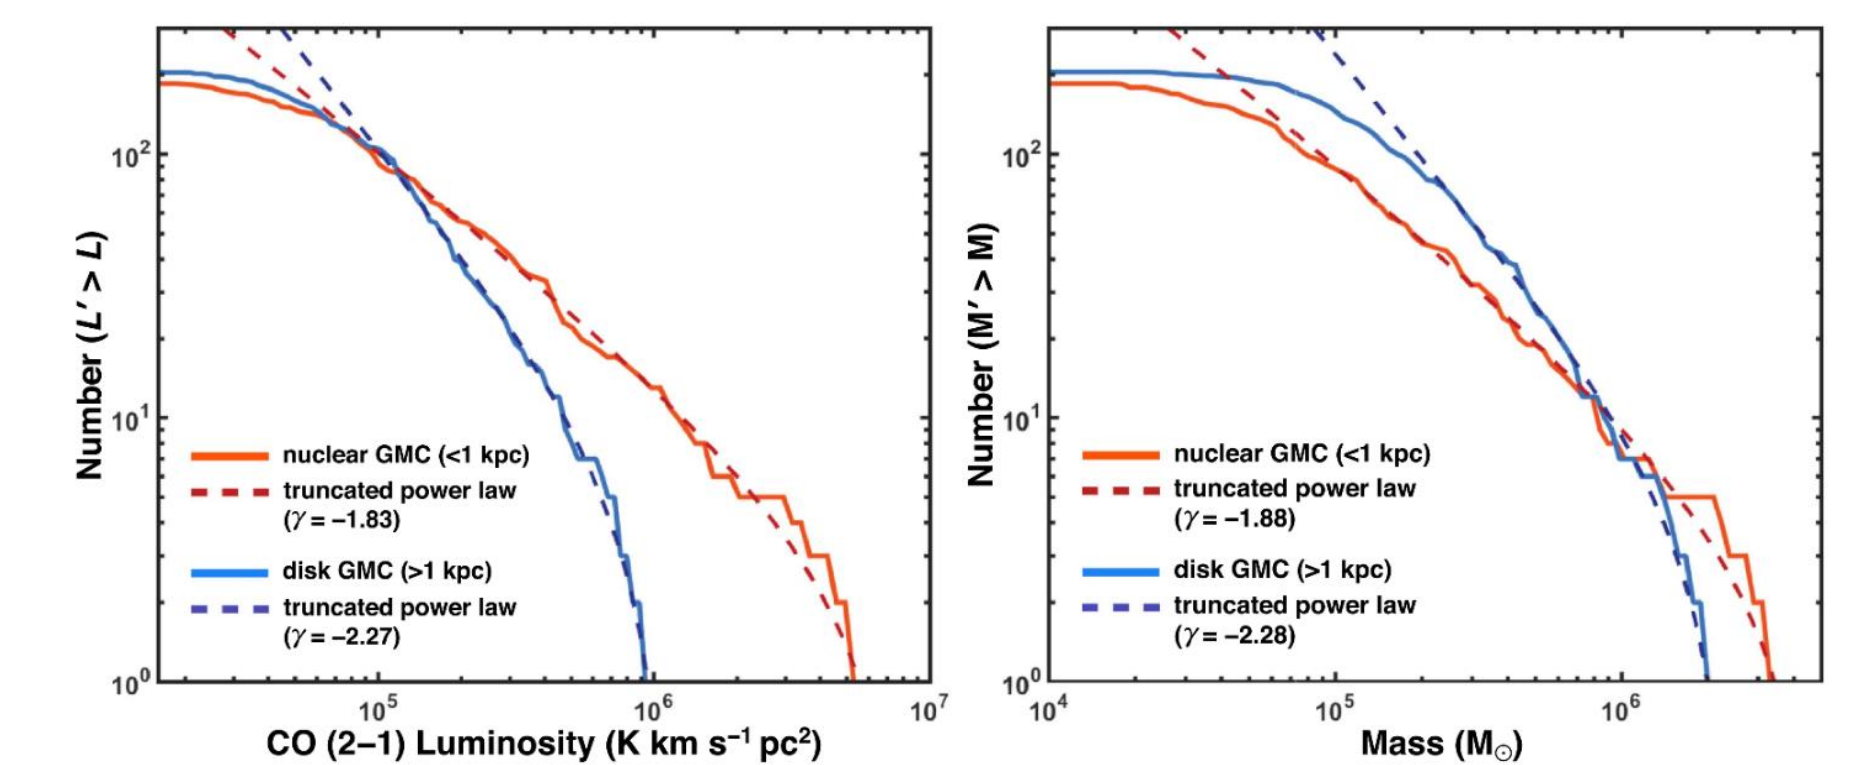 Number (L′ > L)
10²
10¹
10⁰
nuclear GMC (<1 kpc)
truncated power law
(γ = −1.83)
disk GMC (>1 kpc)
truncated power law
(γ = −2.27)
10⁵
10⁶
10⁷
CO (2–1) Luminosity (K km s⁻¹ pc²)
Number (M′ > M)
10²
10¹
10⁰
nuclear GMC (<1 kpc)
truncated power law
(γ = −1.88)
disk GMC (>1 kpc)
truncated power law
(γ = −2.28)
10⁴
10⁵
10⁶
Mass (M☉)